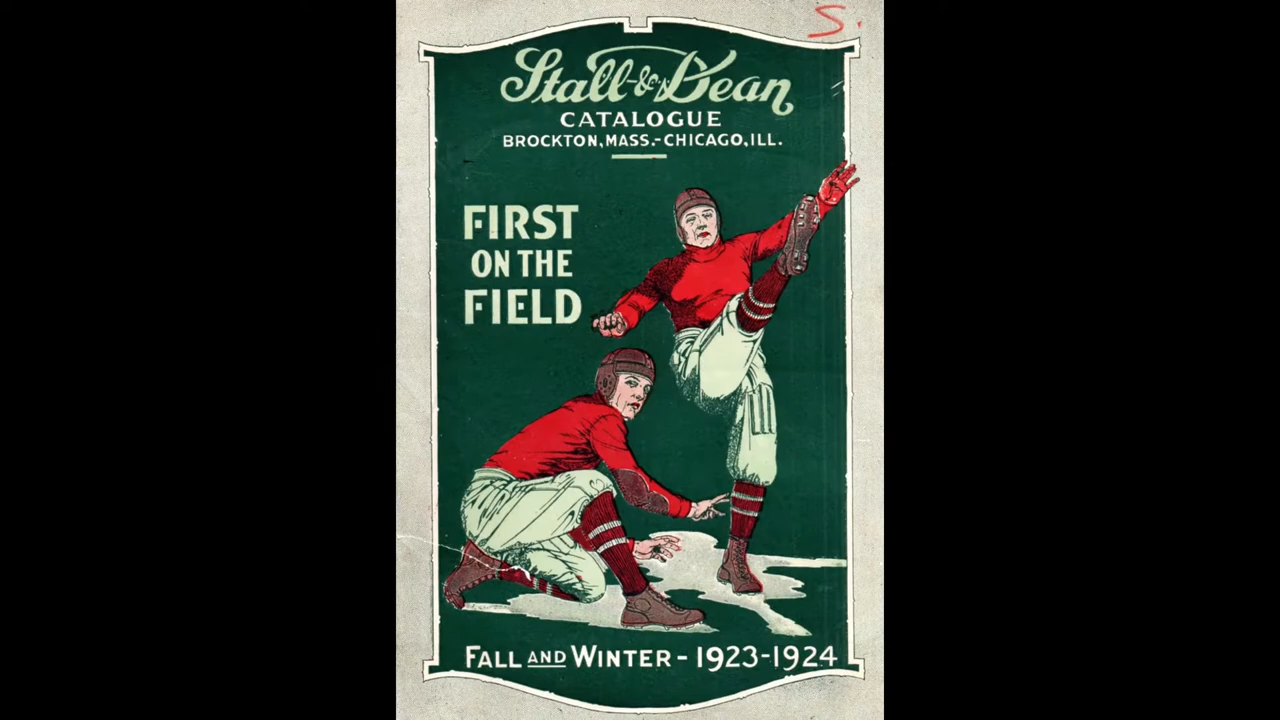 S.
Stall & Dean
CATALOGUE
BROCKTON, MASS.-CHICAGO, ILL.
FIRST
ON THE
FIELD
FALL AND WINTER - 1923-1924